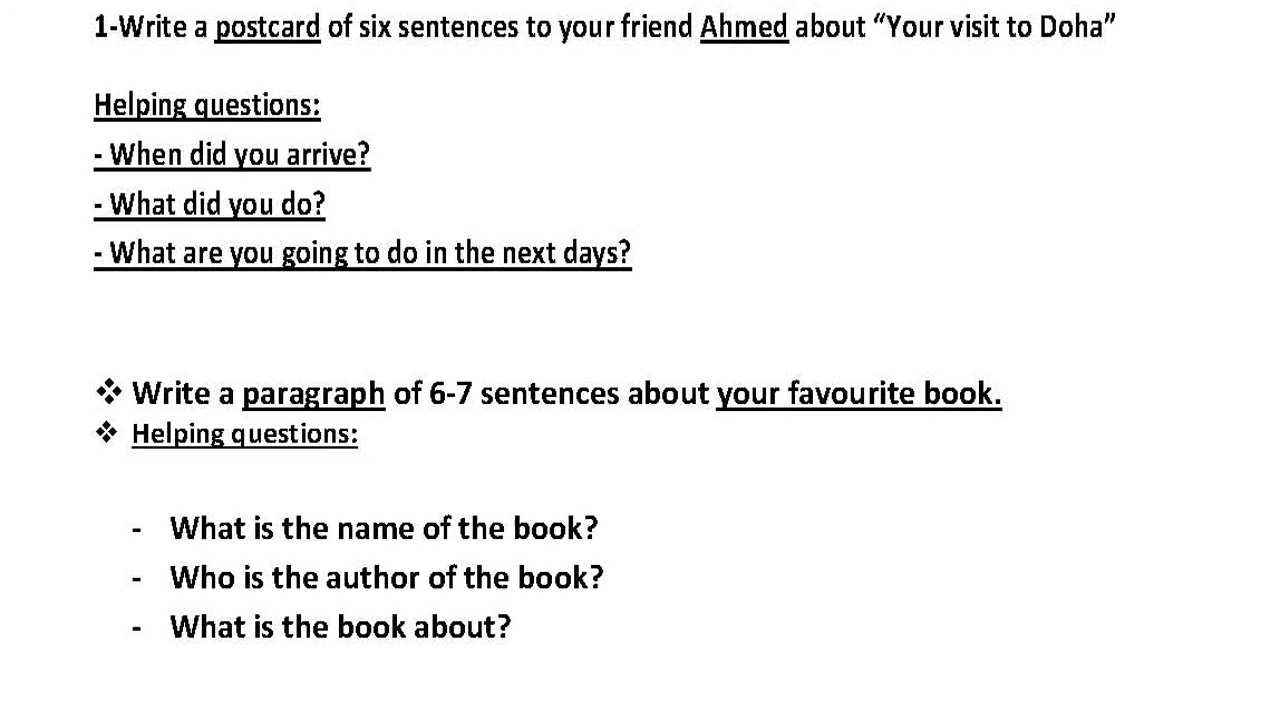 1-Write a postcard of six sentences to your friend Ahmed about “Your visit to Doha”
Helping questions:
- When did you arrive?
- What did you do?
- What are you going to do in the next days?
❖ Write a paragraph of 6-7 sentences about your favourite book.
❖ Helping questions:
- What is the name of the book?
- Who is the author of the book?
- What is the book about?